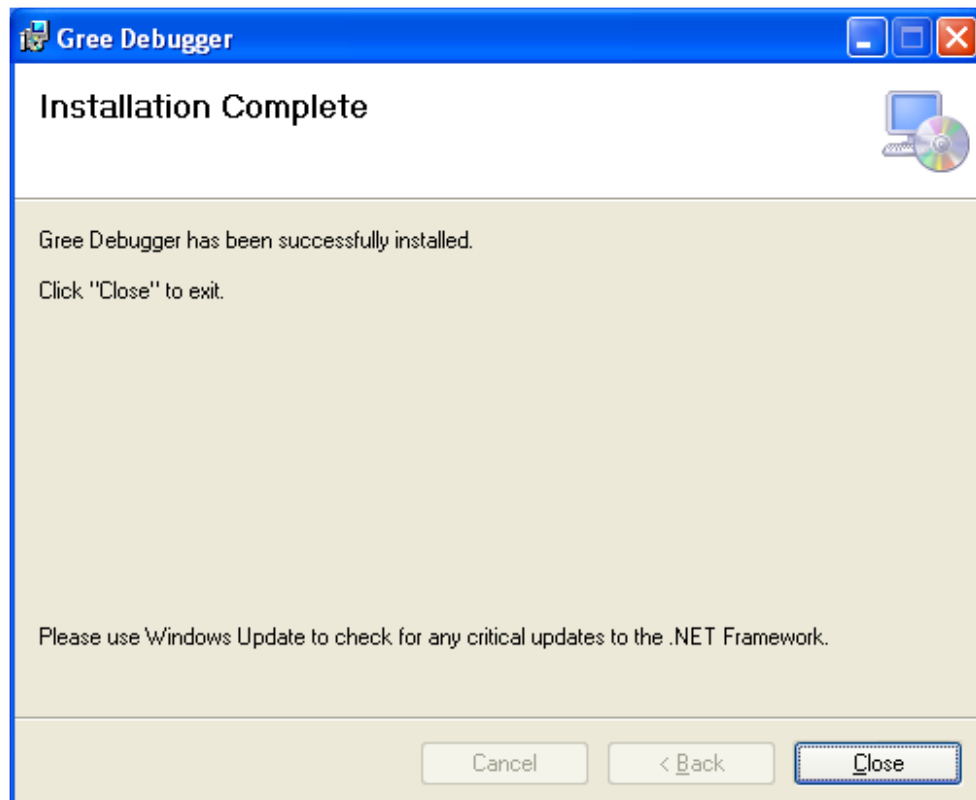 Gree Debugger
Installation Complete
Gree Debugger has been successfully installed.
Click "Close" to exit.
Please use Windows Update to check for any critical updates to the .NET Framework.
Cancel
< Back
Close